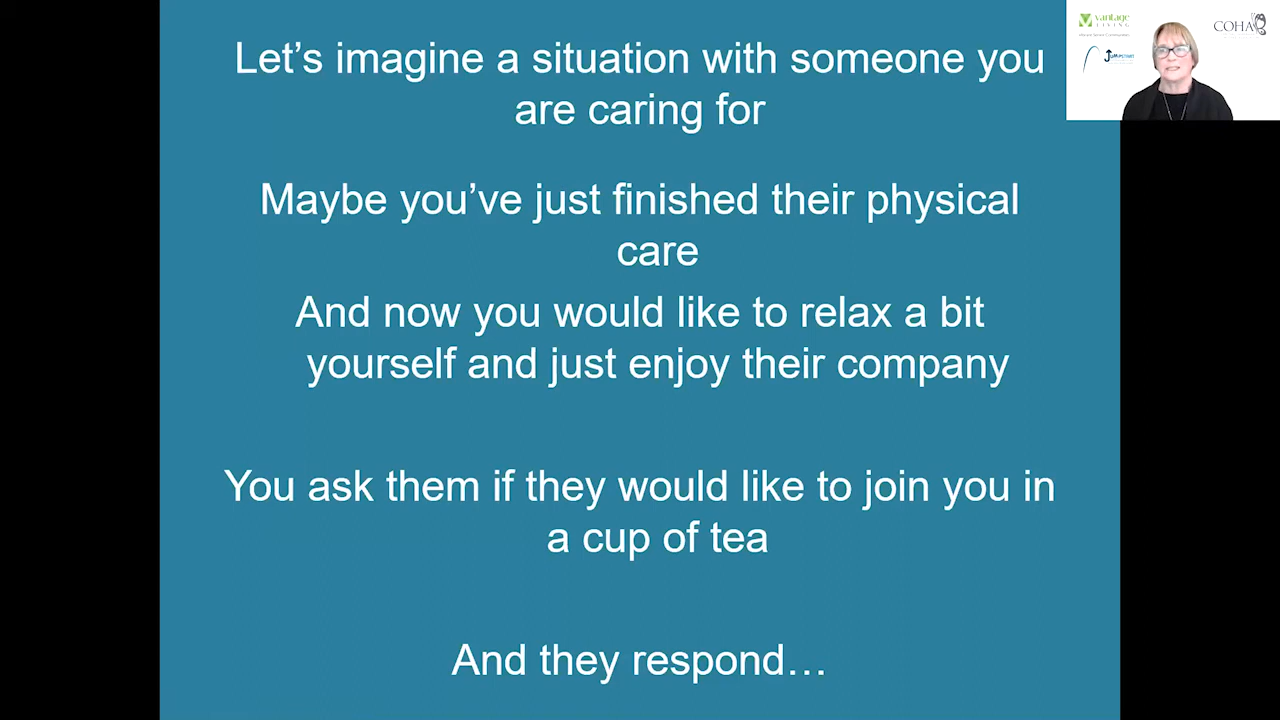 Let's imagine a situation with someone you
are caring for
Maybe you've just finished their physical
care
And now you would like to relax a bit
yourself and just enjoy their company
You ask them if they would like to join you in
a cup of tea
And they respond…
vantage
LIVING
COHA